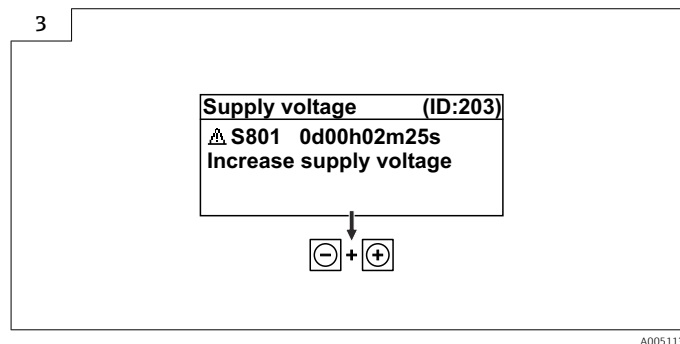 3
Supply voltage (ID:203)
⚠ S801 0d00h02m25s
Increase supply voltage
- + +